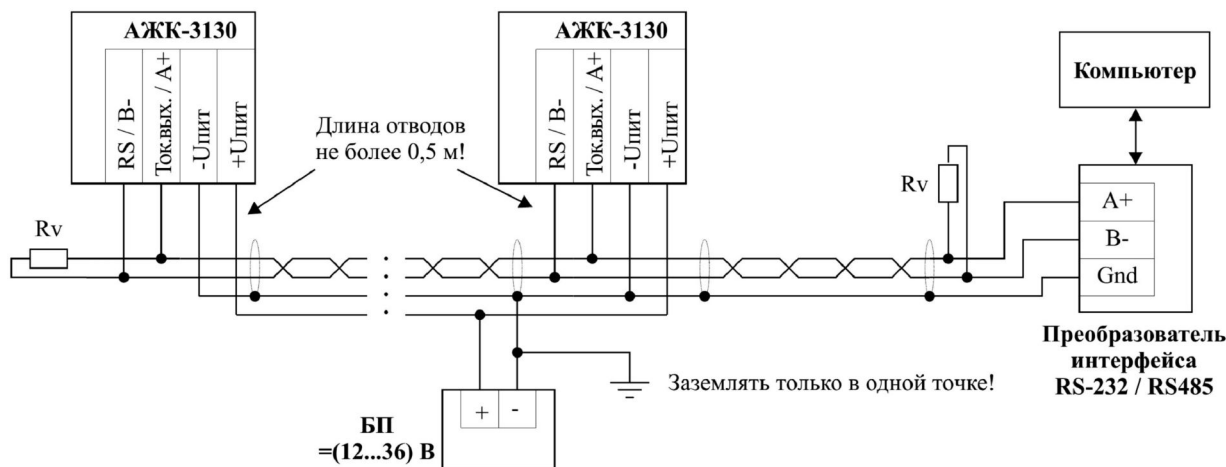 АЖК-3130
RS / B-
Ток.вых. / A+
-Uпит
+Uпит
Длина отводов
не более 0,5 м!
АЖК-3130
RS / B-
Ток.вых. / A+
-Uпит
+Uпит
Компьютер
Rv
Rv
A+
B-
Gnd
Преобразователь
интерфейса
RS-232 / RS485
Заземлять только в одной точке!
+
-
БП
=(12...36) В